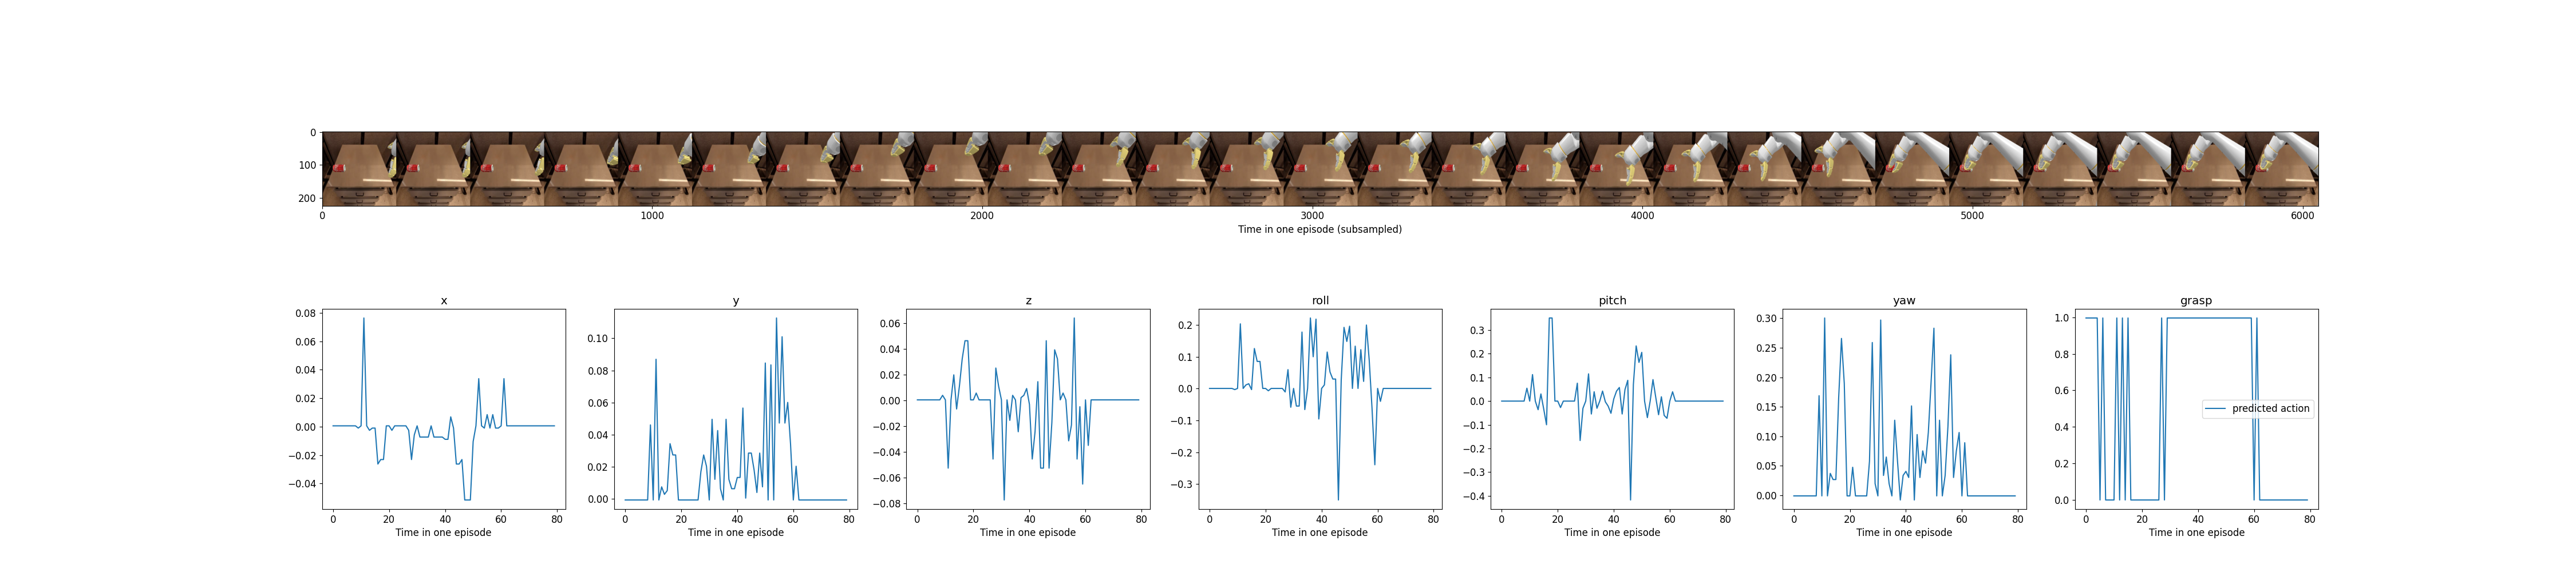 0
100
200
0 1000 2000 3000 4000 5000 6000
Time in one episode (subsampled)
x
0.08
0.06
0.04
0.02
0.00
−0.02
−0.04
0 20 40 60 80
Time in one episode
y
0.10
0.08
0.06
0.04
0.02
0.00
0 20 40 60 80
Time in one episode
z
0.06
0.04
0.02
0.00
−0.02
−0.04
−0.06
−0.08
0 20 40 60 80
Time in one episode
roll
0.2
0.1
0.0
−0.1
−0.2
−0.3
0 20 40 60 80
Time in one episode
pitch
0.3
0.2
0.1
0.0
−0.1
−0.2
−0.3
−0.4
0 20 40 60 80
Time in one episode
yaw
0.30
0.25
0.20
0.15
0.10
0.05
0.00
0 20 40 60 80
Time in one episode
grasp
1.0
0.8
0.6
0.4
0.2
0.0
predicted action
0 20 40 60 80
Time in one episode